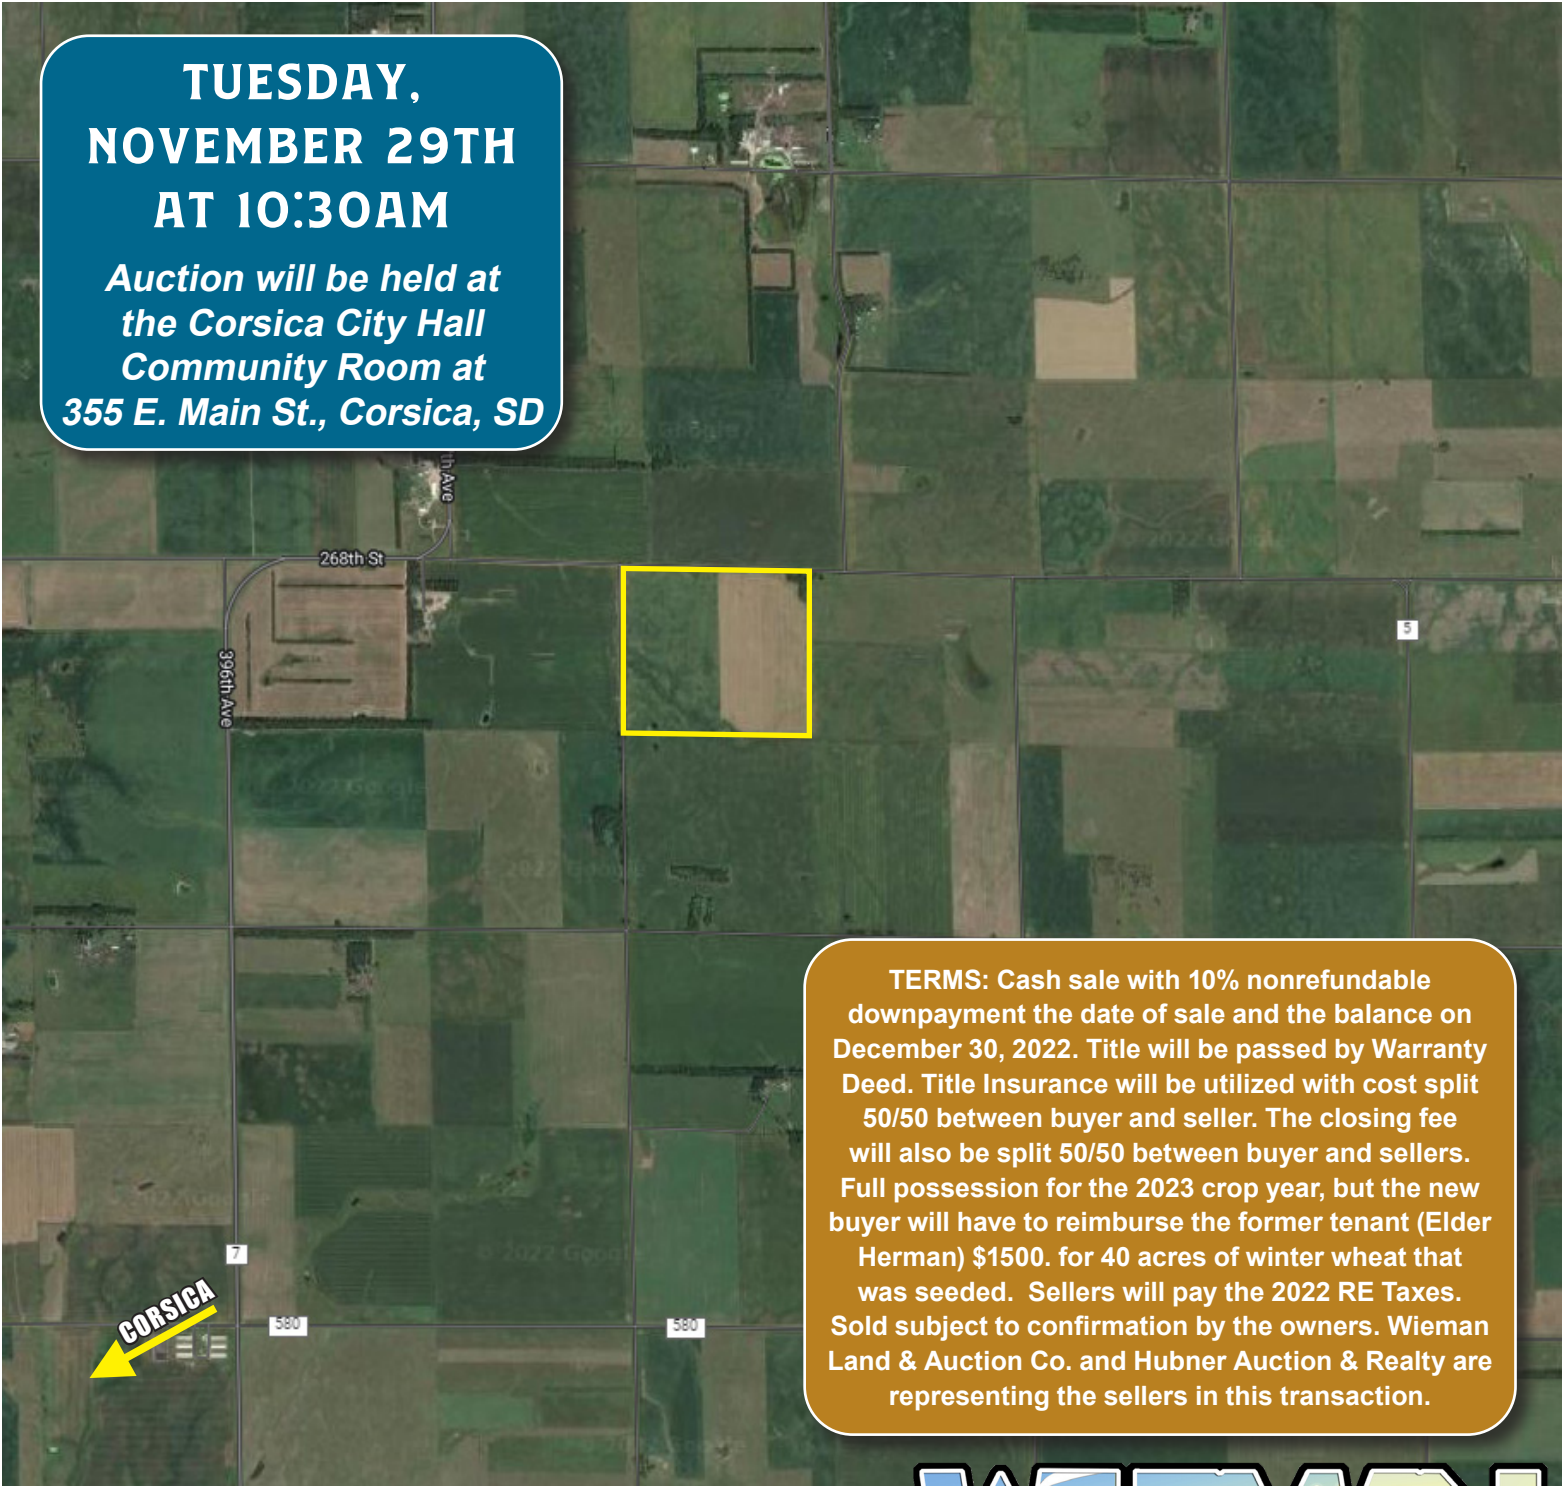 TUESDAY,
NOVEMBER 29TH
AT 10:30AM
Auction will be held at
the Corsica City Hall
Community Room at
355 E. Main St., Corsica, SD
th Ave
268th St
396th Ave
5
© 2022 Google
7
580
580
CORSICA
TERMS: Cash sale with 10% nonrefundable
downpayment the date of sale and the balance on
December 30, 2022. Title will be passed by Warranty
Deed. Title Insurance will be utilized with cost split
50/50 between buyer and seller. The closing fee
will also be split 50/50 between buyer and sellers.
Full possession for the 2023 crop year, but the new
buyer will have to reimburse the former tenant (Elder
Herman) $1500. for 40 acres of winter wheat that
was seeded. Sellers will pay the 2022 RE Taxes.
Sold subject to confirmation by the owners. Wieman
Land & Auction Co. and Hubner Auction & Realty are
representing the sellers in this transaction.